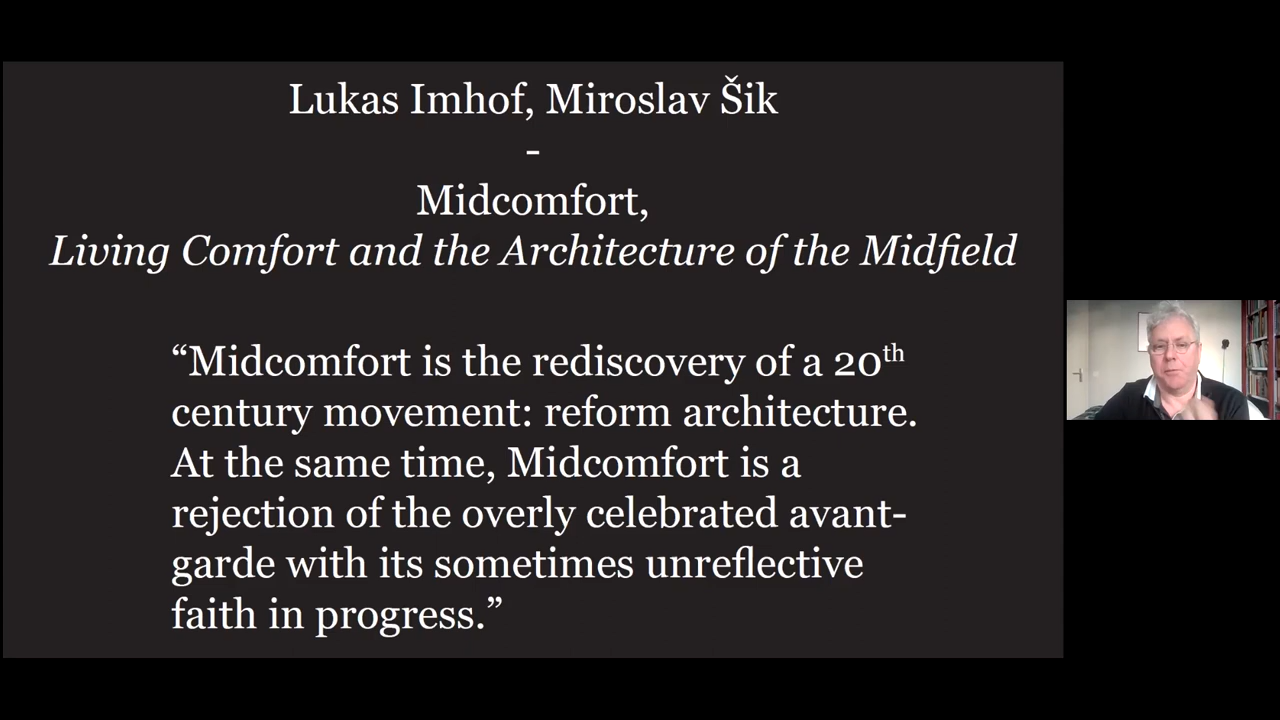 Lukas Imhof, Miroslav Šik
-
Midcomfort,
Living Comfort and the Architecture of the Midfield
“Midcomfort is the rediscovery of a 20th
century movement: reform architecture.
At the same time, Midcomfort is a
rejection of the overly celebrated avant-
garde with its sometimes unreflective
faith in progress.”